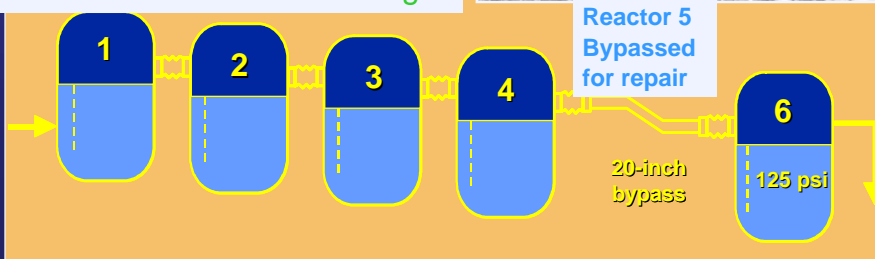 Reactor 5
Bypassed
for repair
1
2
3
4
6
20-inch
bypass
125 psi